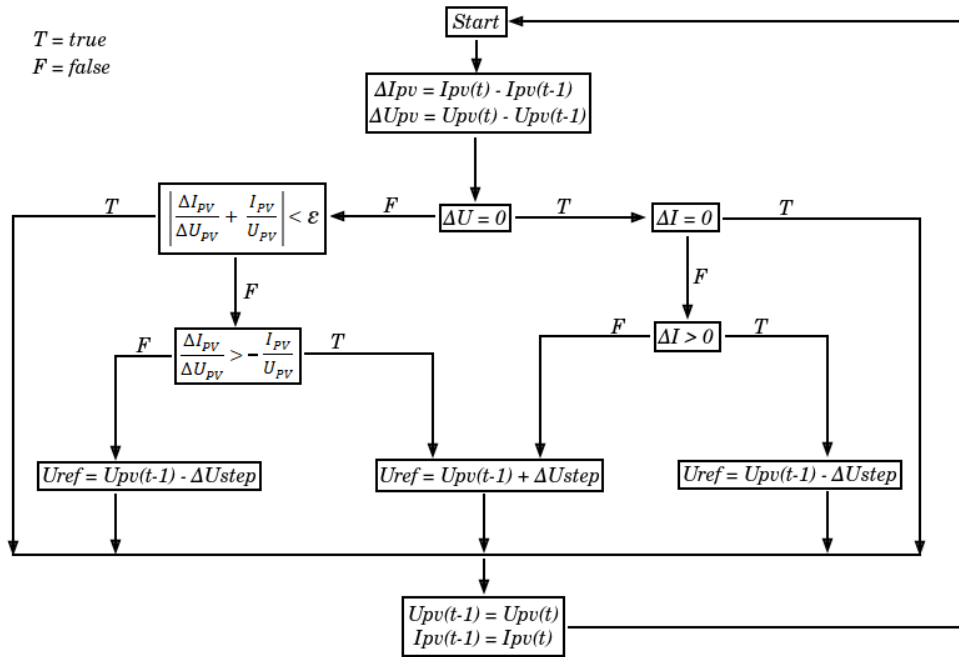 Start
T = true
F = false
ΔIpv = Ipv(t) - Ipv(t-1)
ΔUpv = Upv(t) - Upv(t-1)
T
|ΔI_PV/ΔU_PV + I_PV/U_PV| < ε
F
ΔU = 0
T
ΔI = 0
T
F
F
F
ΔI_PV/ΔU_PV > - I_PV/U_PV
T
F
ΔI > 0
T
Uref = Upv(t-1) - ΔUstep
Uref = Upv(t-1) + ΔUstep
Uref = Upv(t-1) - ΔUstep
Upv(t-1) = Upv(t)
Ipv(t-1) = Ipv(t)